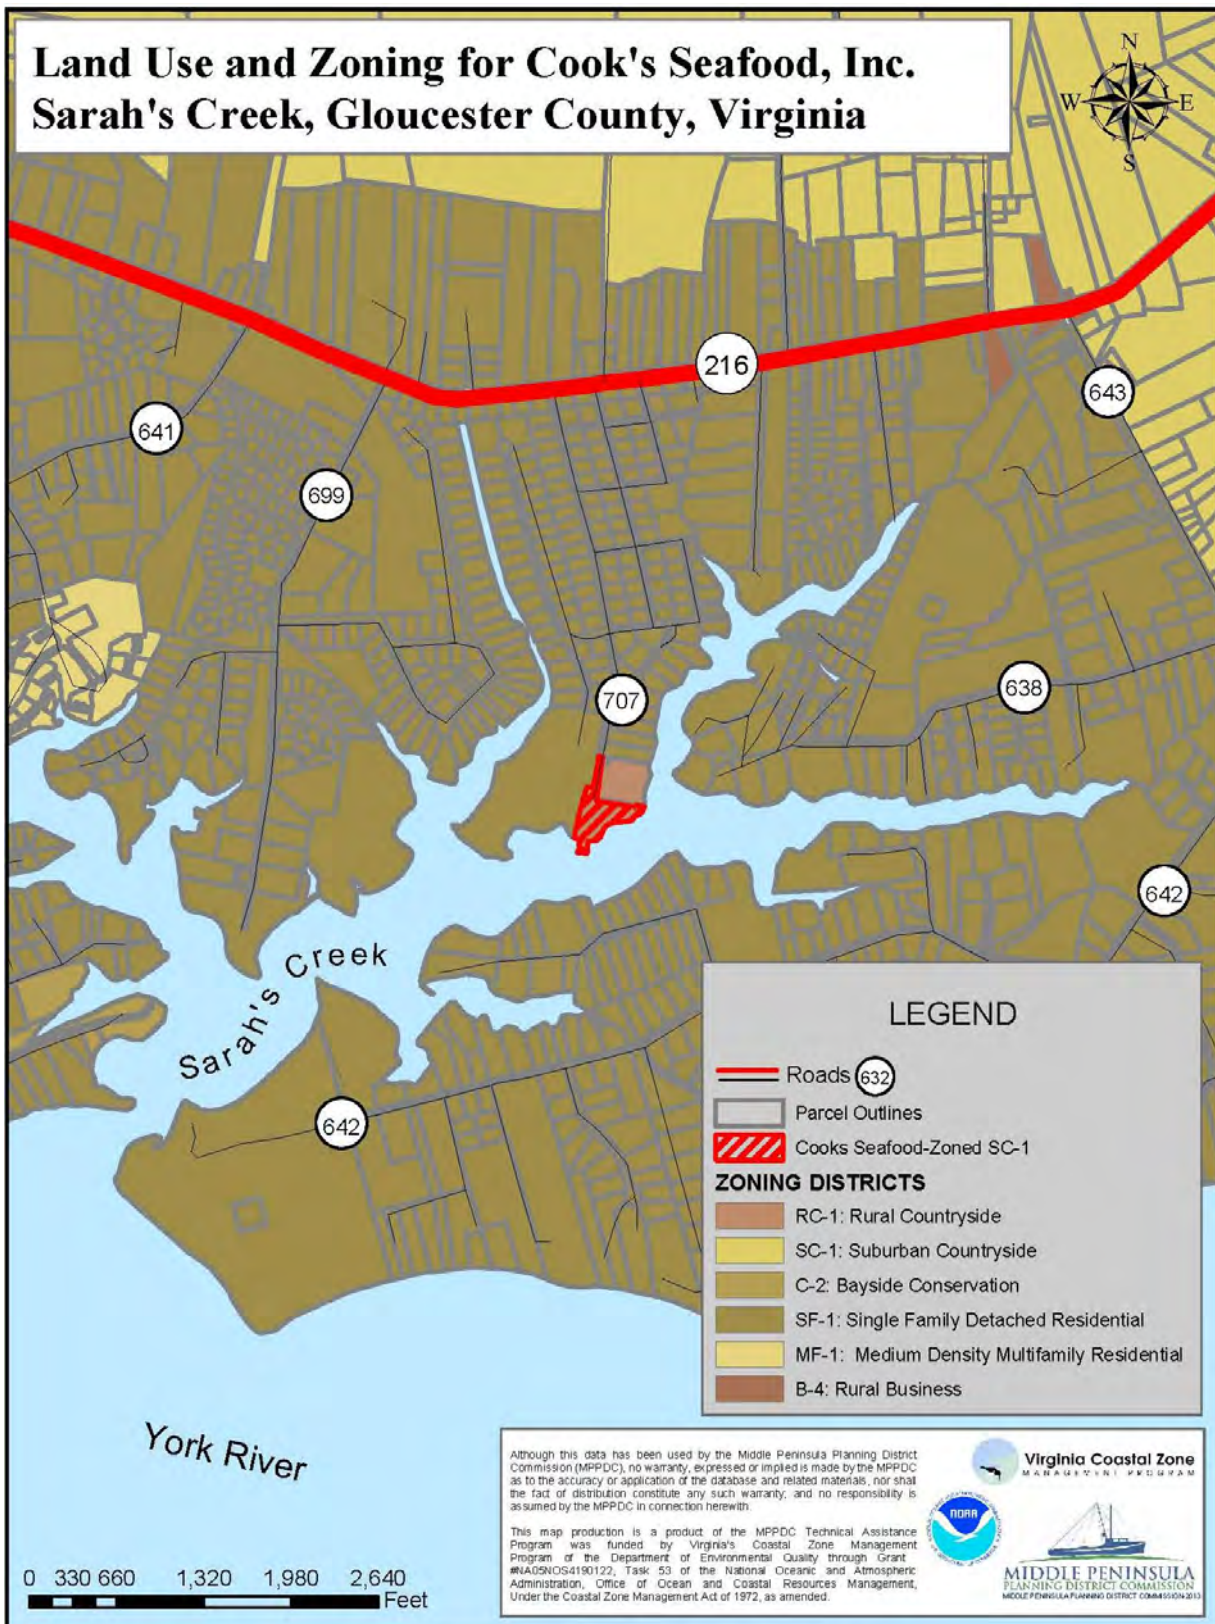 Land Use and Zoning for Cook's Seafood, Inc.
Sarah's Creek, Gloucester County, Virginia
N
W E
S
216
643
641
699
707
638
642
Sarah's Creek
642
LEGEND
Roads 632
Parcel Outlines
Cooks Seafood-Zoned SC-1
ZONING DISTRICTS
RC-1: Rural Countryside
SC-1: Suburban Countryside
C-2: Bayside Conservation
SF-1: Single Family Detached Residential
MF-1: Medium Density Multifamily Residential
B-4: Rural Business
York River
Although this data has been used by the Middle Peninsula Planning District
Commission (MPPDC), no warranty, expressed or implied is made by the MPPDC
as to the accuracy or application of the database and related materials, nor shall
the fact of distribution constitute any such warranty, and no responsibility is
assumed by the MPPDC in connection herewith.
This map production is a product of the MPPDC Technical Assistance
Program was funded by Virginia's Coastal Zone Management
Program of the Department of Environmental Quality through Grant
#NA05NOS4190122, Task 53 of the National Oceanic and Atmospheric
Administration, Office of Ocean and Coastal Resources Management,
Under the Coastal Zone Management Act of 1972, as amended.
Virginia Coastal Zone
MANAGEMENT PROGRAM
NOAA
MIDDLE PENINSULA
PLANNING DISTRICT COMMISSION
0 330 660 1,320 1,980 2,640
Feet